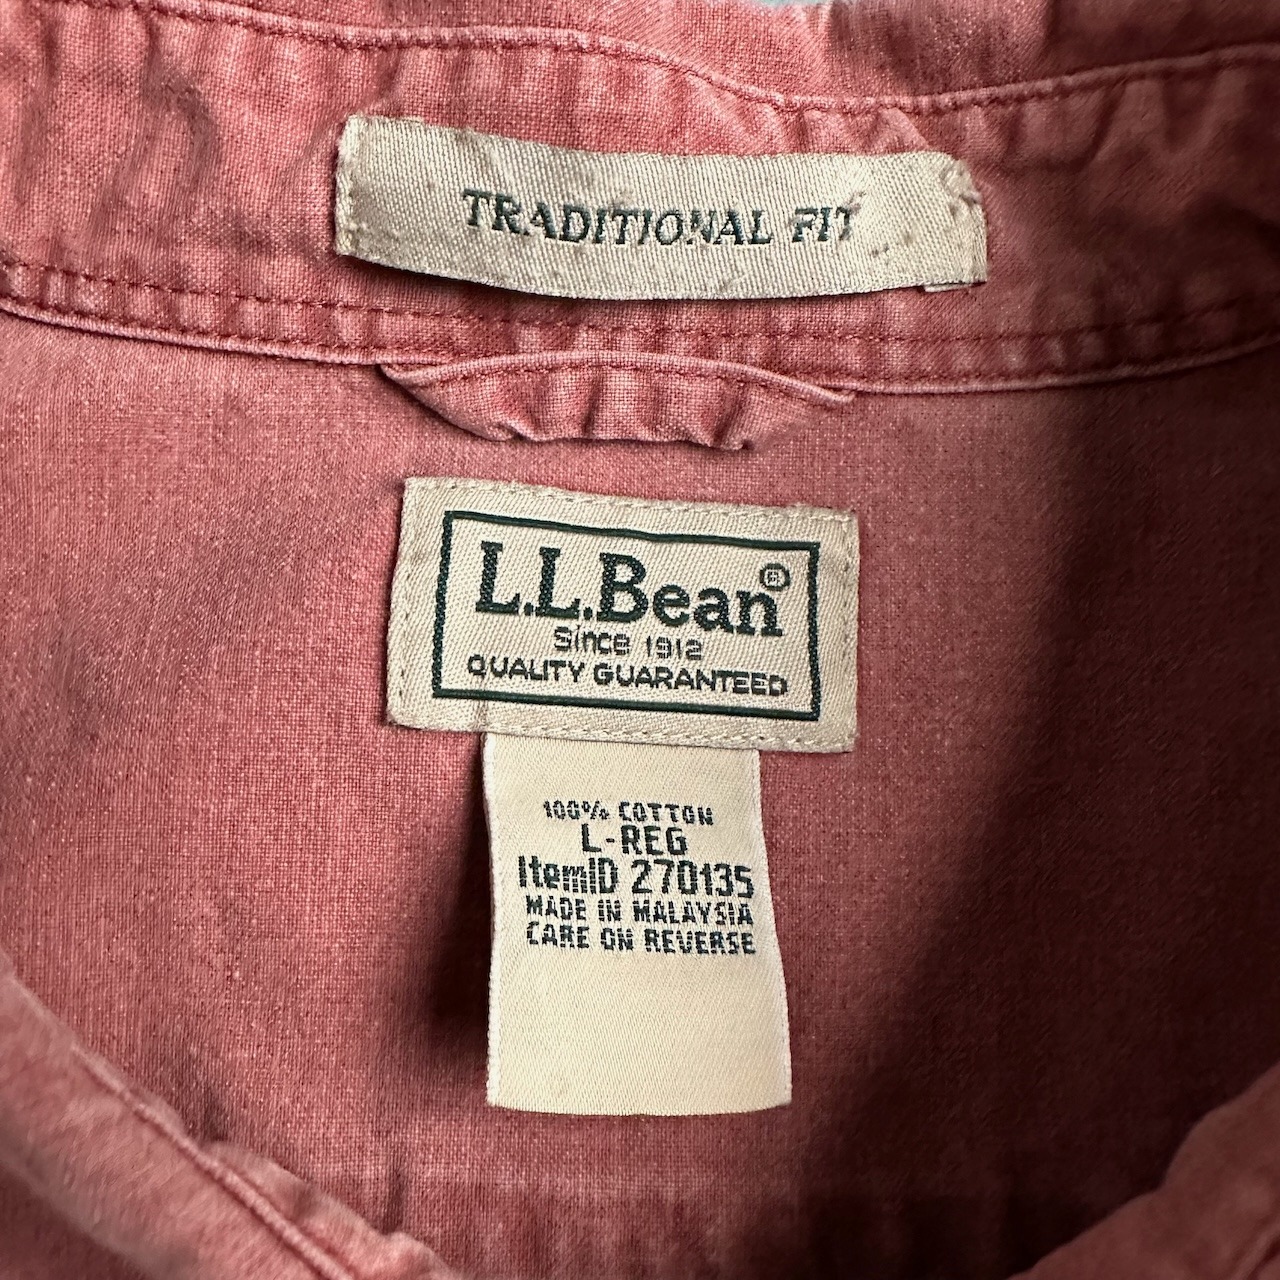 TRADITIONAL FIT
L.L.Bean®
Since 1912
QUALITY GUARANTEED
100% COTTON
L-REG
ItemID 270135
MADE IN MALAYSIA
CARE ON REVERSE